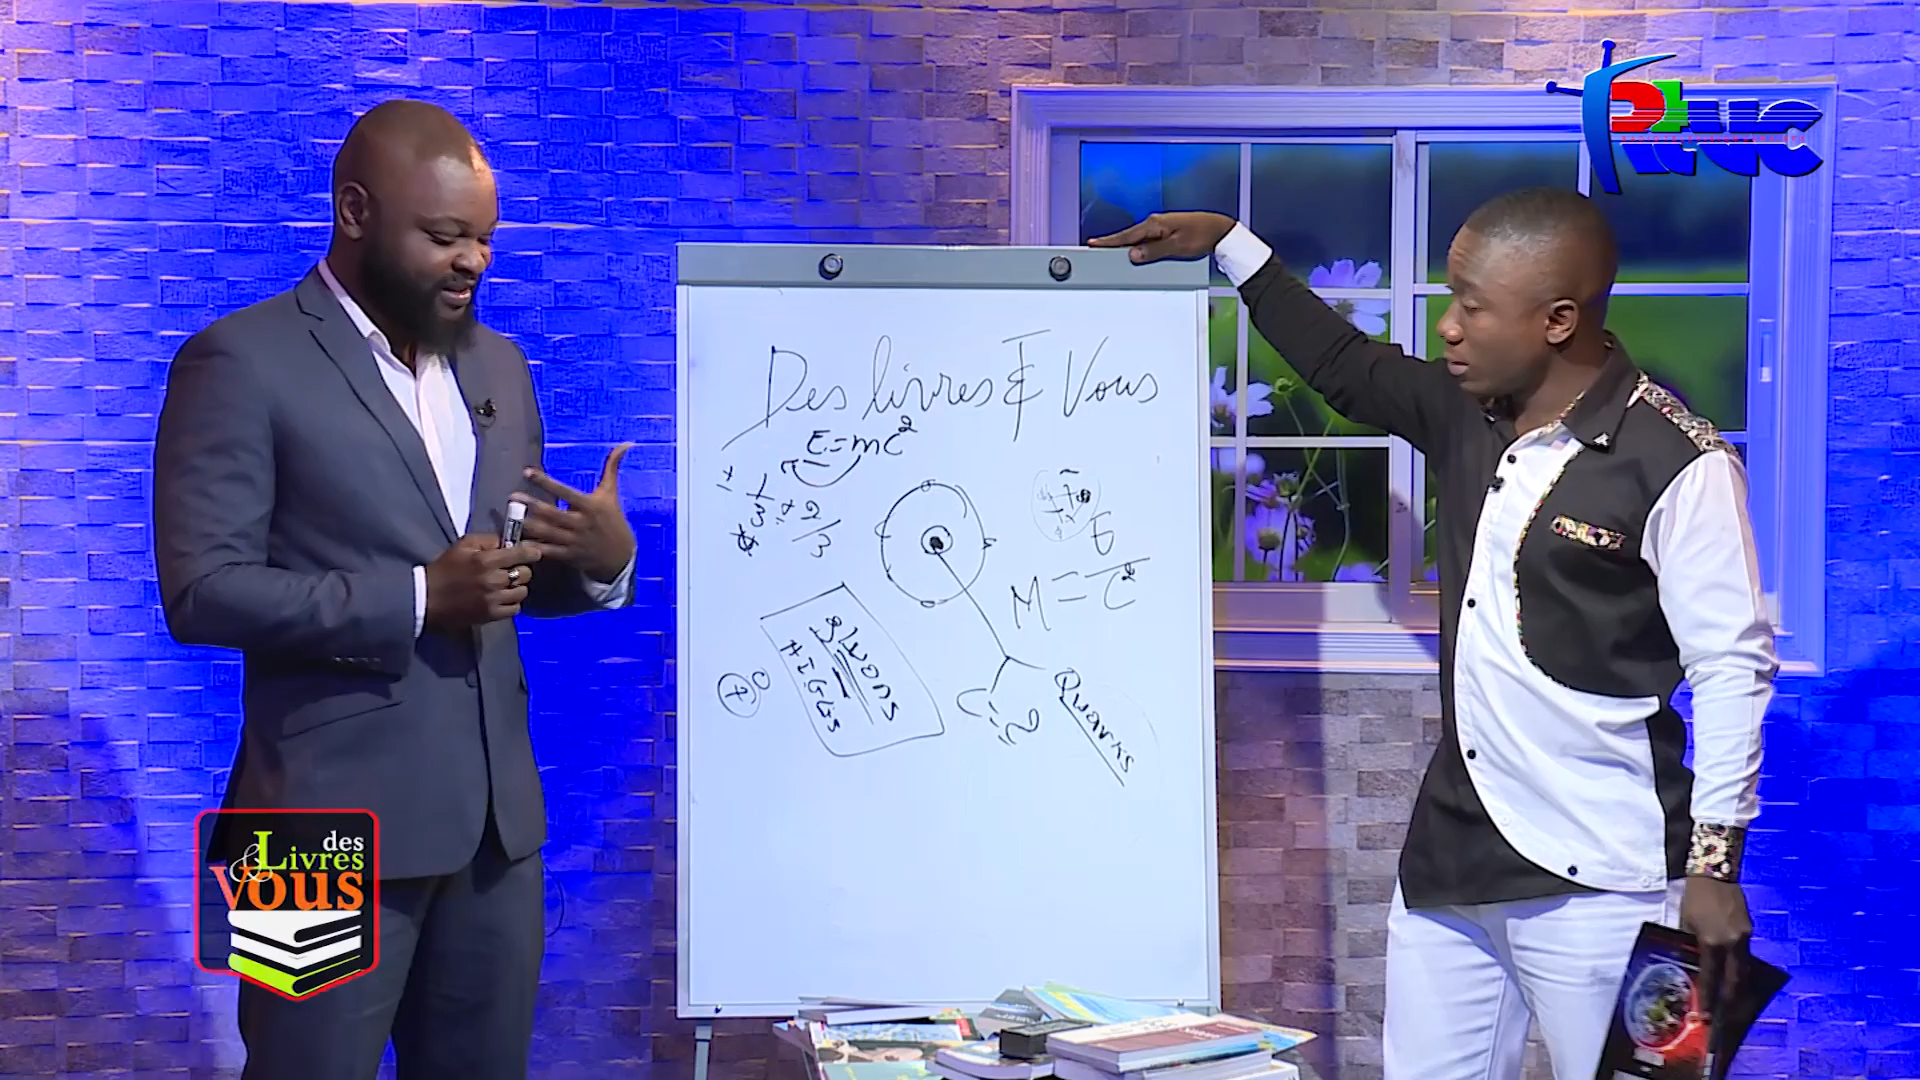 Des livres & Vous
E=mc²
2/3
M = E/C²
gluons
HIGGS
Quarks
des
Livres
& vous